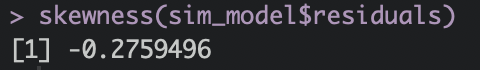 > skewness(sim_model$residuals)
[1] -0.2759496